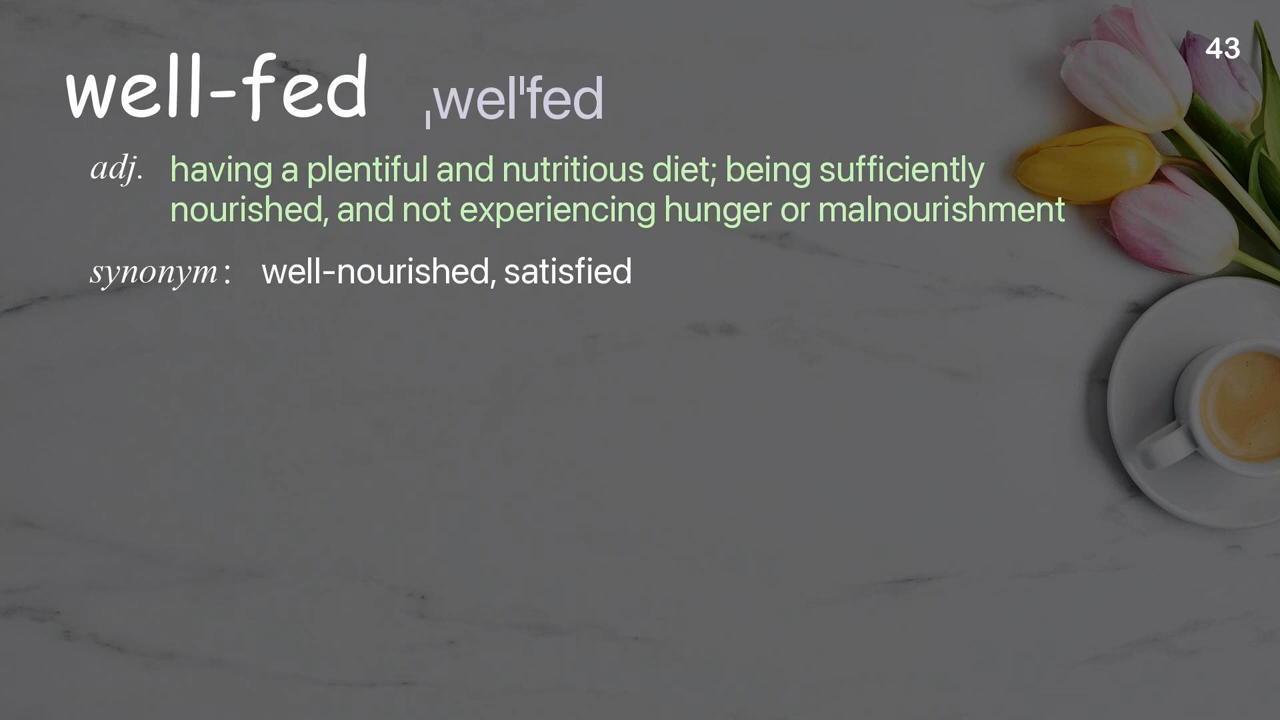 43
well-fed ˌwelˈfed
adj. having a plentiful and nutritious diet; being sufficiently
nourished, and not experiencing hunger or malnourishment
synonym: well-nourished, satisfied